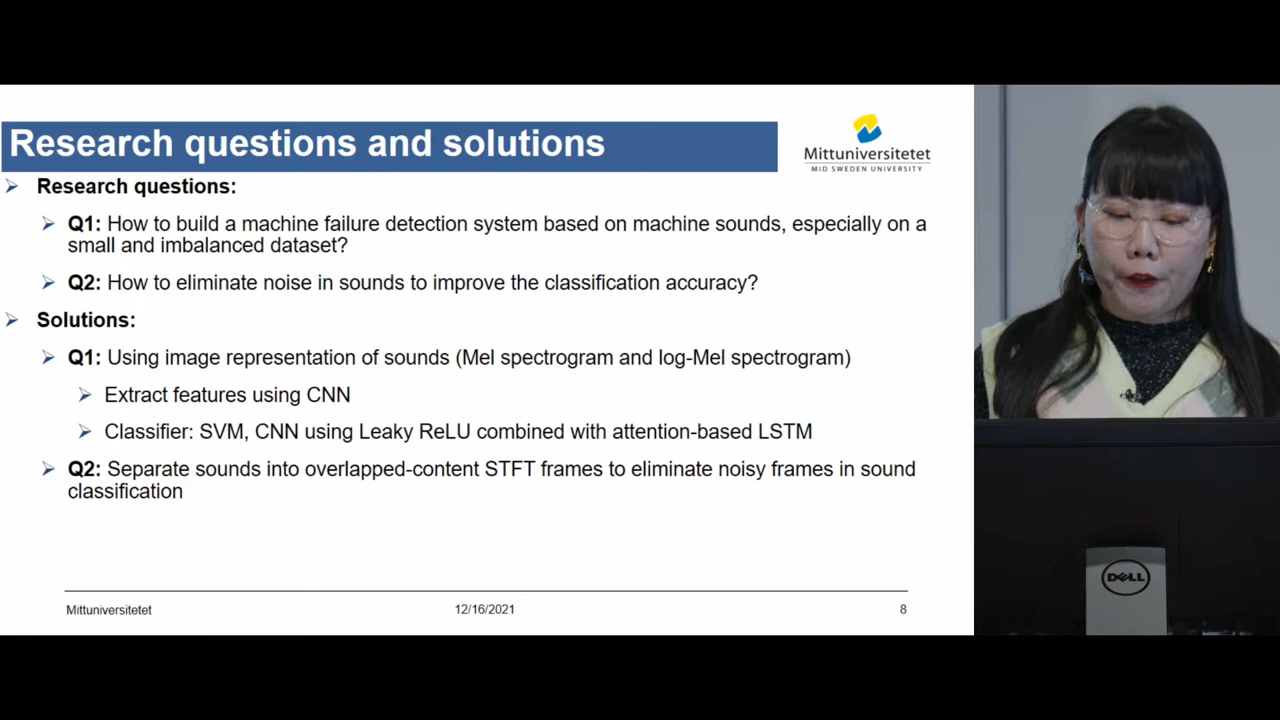 Research questions and solutions
Mittuniversitetet
MID SWEDEN UNIVERSITY
Research questions:
Q1: How to build a machine failure detection system based on machine sounds, especially on a
small and imbalanced dataset?
Q2: How to eliminate noise in sounds to improve the classification accuracy?
Solutions:
Q1: Using image representation of sounds (Mel spectrogram and log-Mel spectrogram)
Extract features using CNN
Classifier: SVM, CNN using Leaky ReLU combined with attention-based LSTM
Q2: Separate sounds into overlapped-content STFT frames to eliminate noisy frames in sound
classification
Mittuniversitetet
12/16/2021
8
DELL